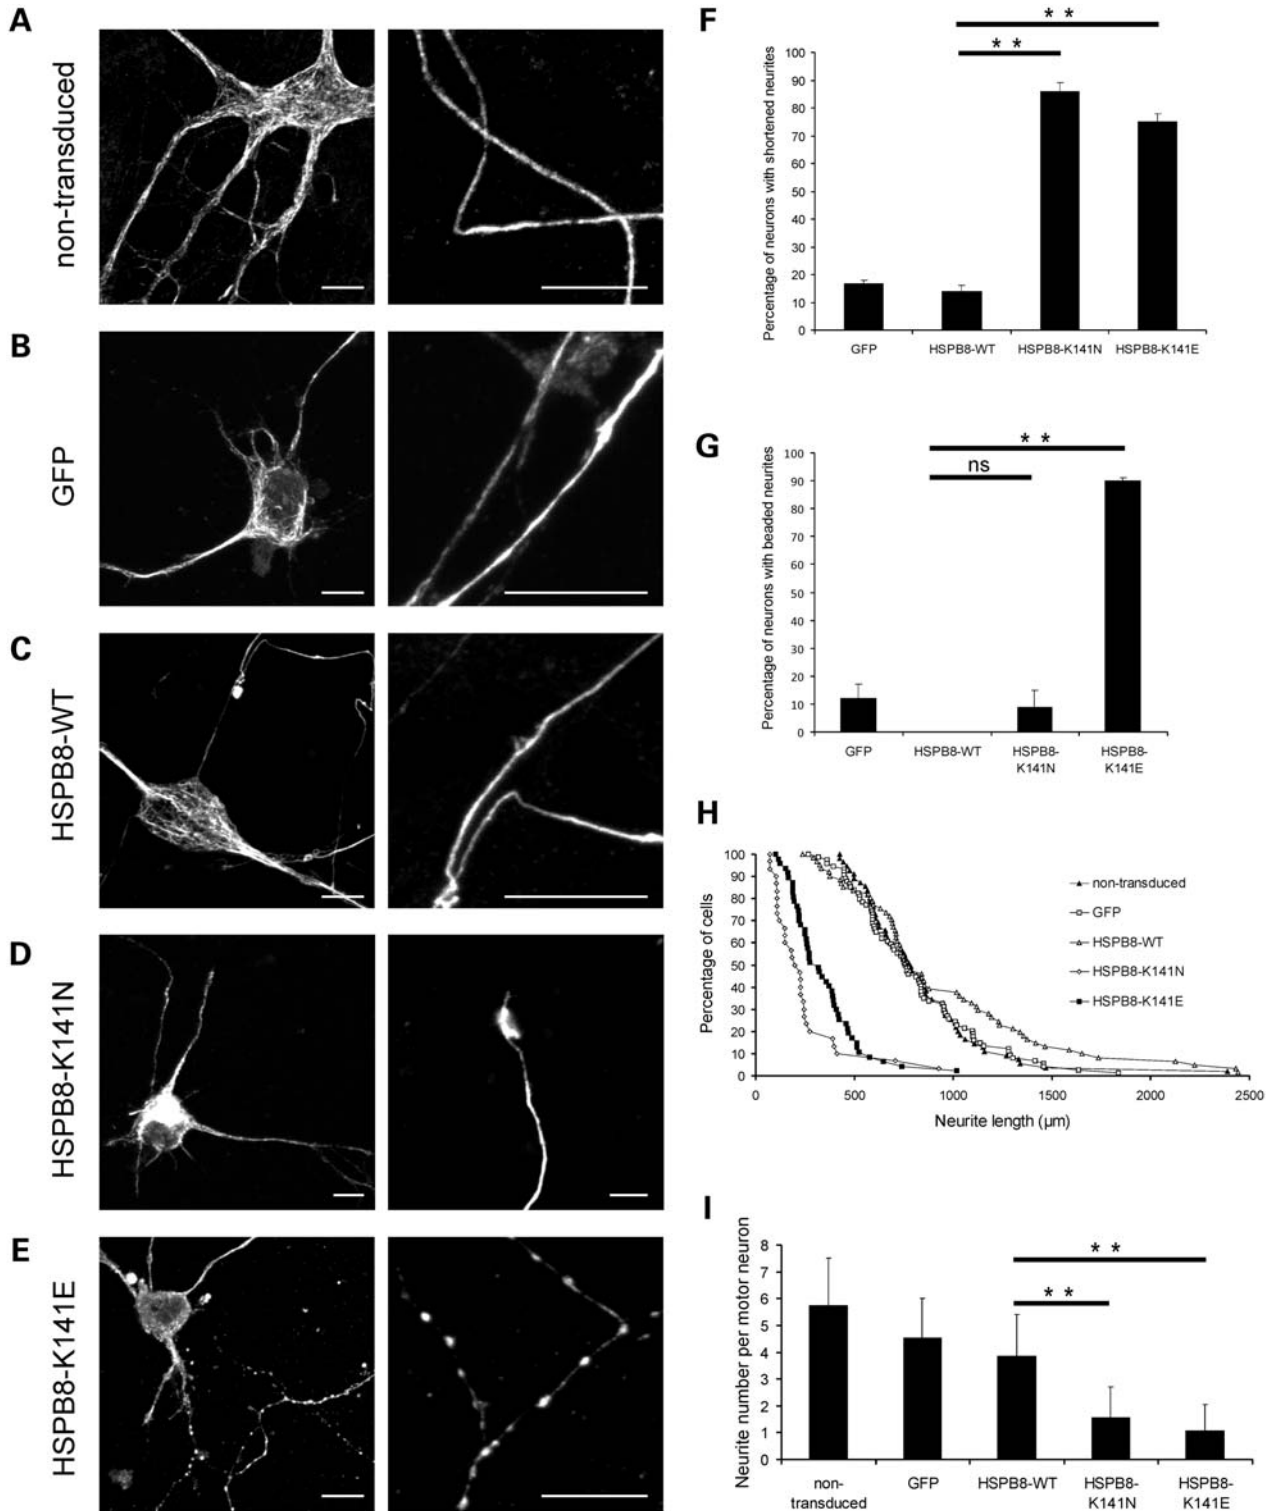 A
non-transduced
B
GFP
C
HSPB8-WT
D
HSPB8-K141N
E
HSPB8-K141E
F
Percentage of neurons with shortened neurites
* *
* *
100
90
80
70
60
50
40
30
20
10
0
GFP HSPB8-WT HSPB8-K141N HSPB8-K141E
G
Percentage of neurons with beaded neurites
* *
ns
100
90
80
70
60
50
40
30
20
10
0
GFP HSPB8-WT HSPB8-K141N HSPB8-K141E
H
Percentage of cells
100
90
80
70
60
50
40
30
20
10
0
0 500 1000 1500 2000 2500
Neurite length (µm)
non-transduced
GFP
HSPB8-WT
HSPB8-K141N
HSPB8-K141E
I
Neurite number per motor neuron
* *
* *
8
7
6
5
4
3
2
1
0
non-transduced GFP HSPB8-WT HSPB8-K141N HSPB8-K141E